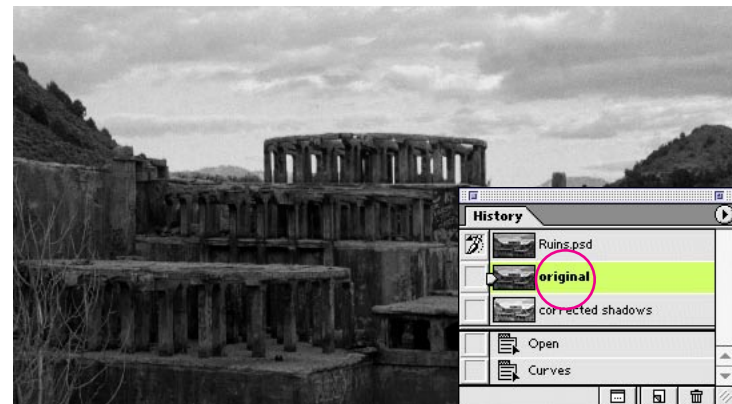 History
Ruins.psd
original
corrected shadows
Open
Curves